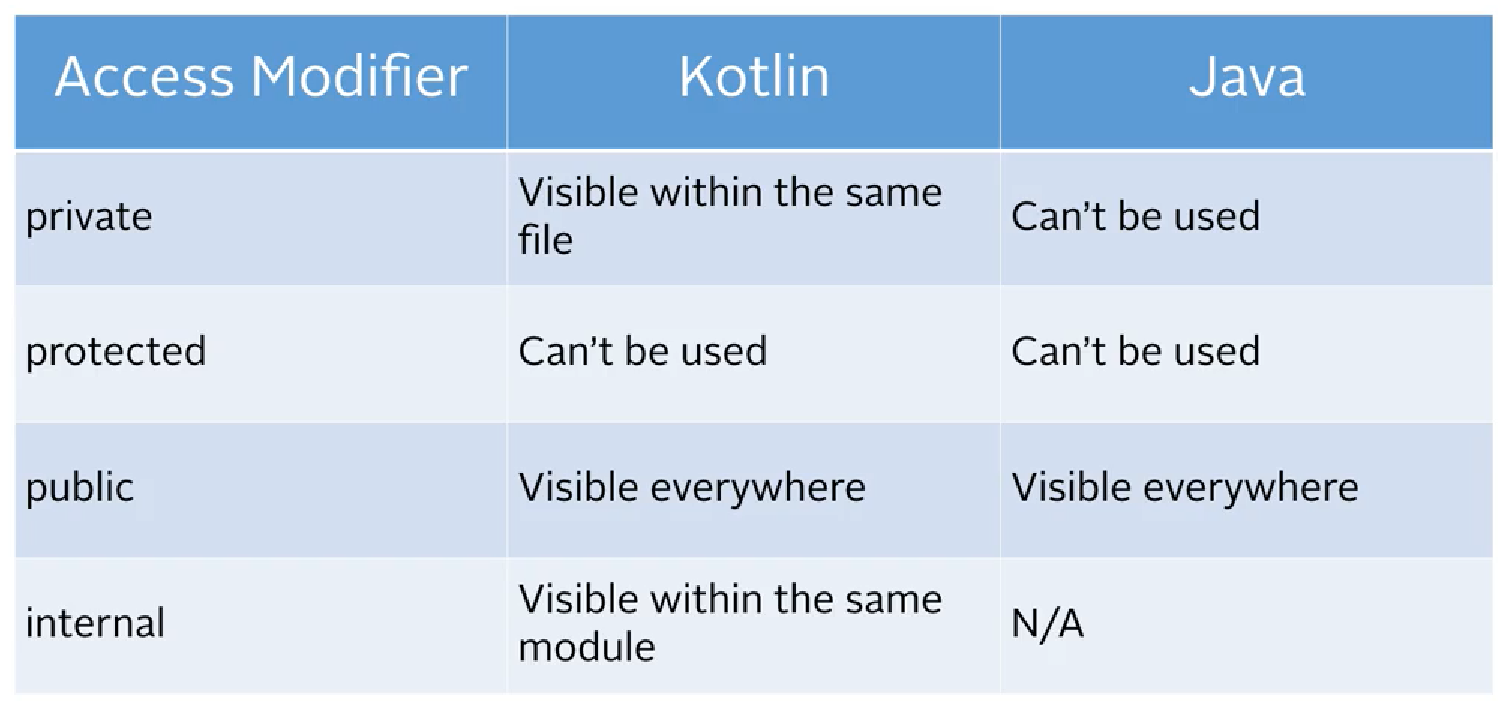 Access Modifier Kotlin Java
private Visible within the same file Can’t be used
protected Can’t be used Can’t be used
public Visible everywhere Visible everywhere
internal Visible within the same module N/A